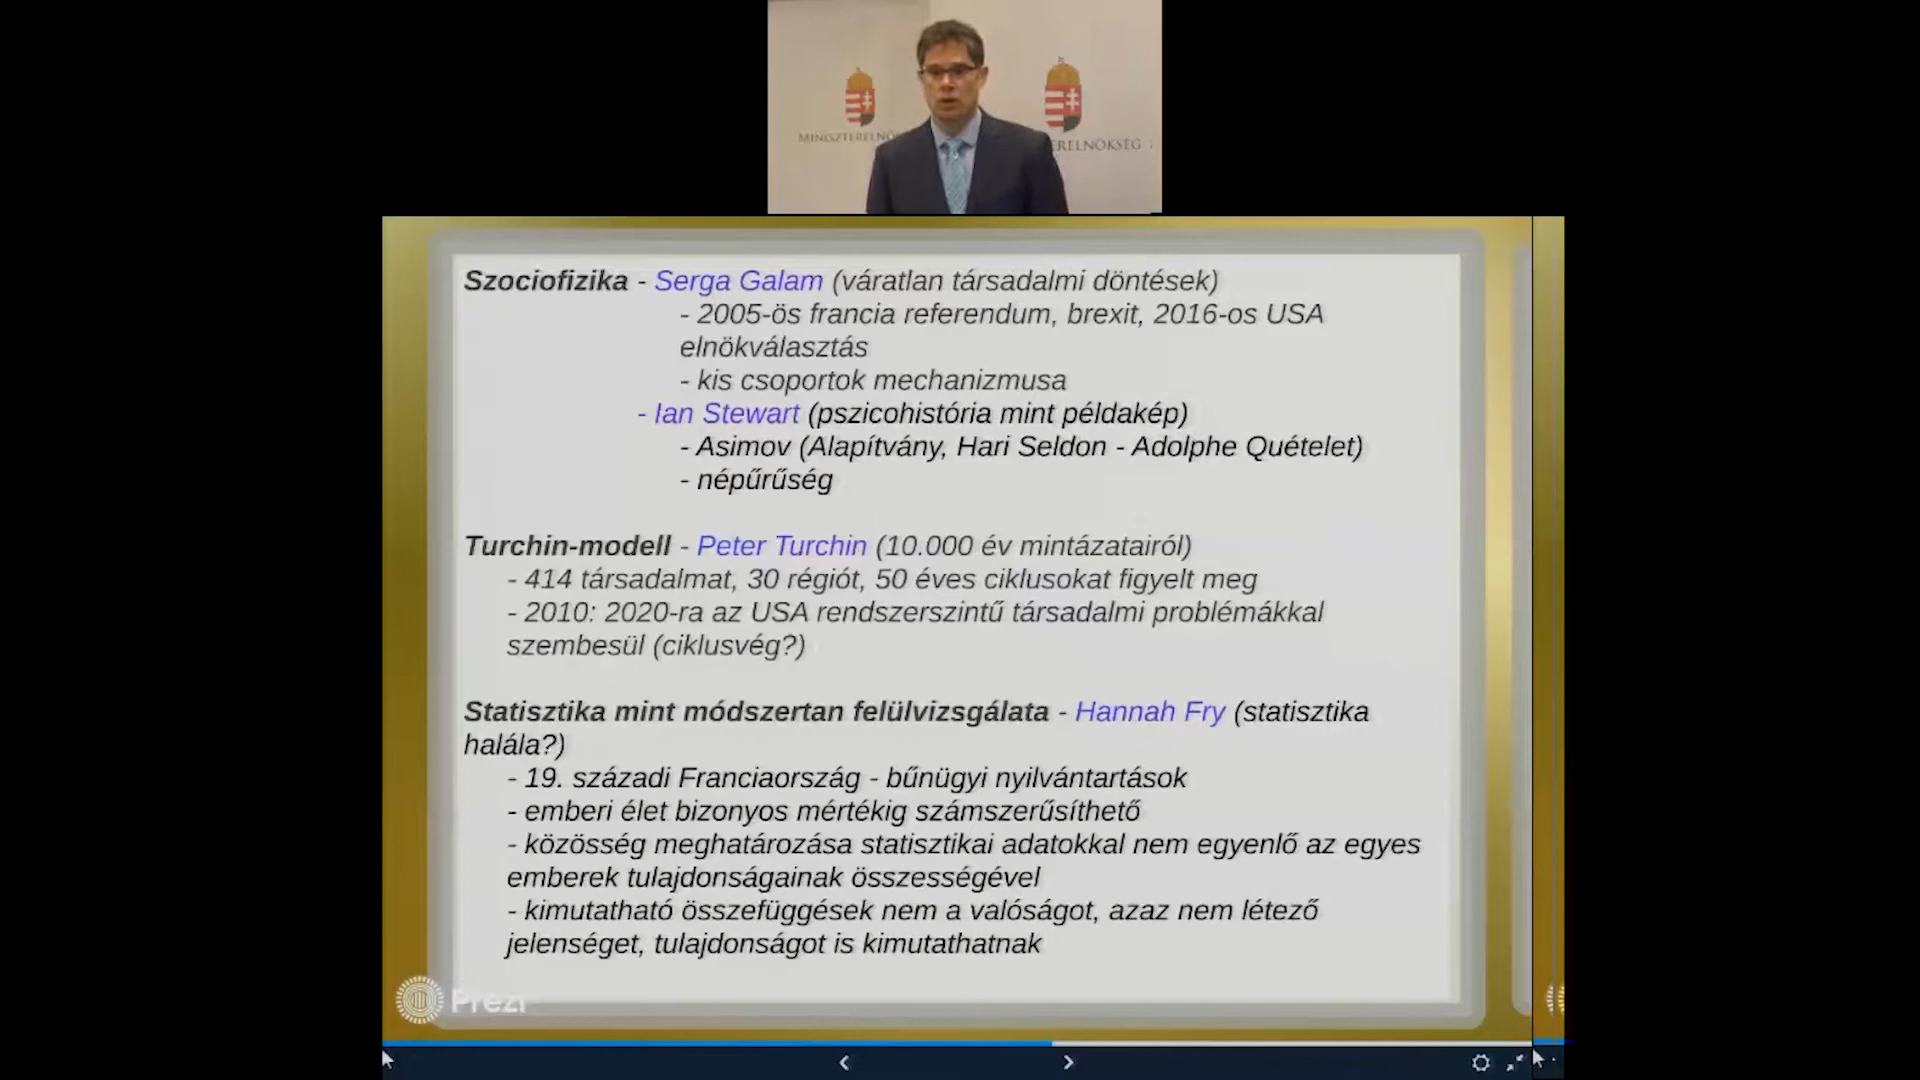 MINISZTERELNÖ
ERELNÖKSÉG
Szociofizika - Serga Galam (váratlan társadalmi döntések)
- 2005-ös francia referendum, brexit, 2016-os USA
elnökválasztás
- kis csoportok mechanizmusa
- Ian Stewart (pszicohistória mint példakép)
- Asimov (Alapítvány, Hari Seldon - Adolphe Quételet)
- népűrűség
Turchin-modell - Peter Turchin (10.000 év mintázatairól)
- 414 társadalmat, 30 régiót, 50 éves ciklusokat figyelt meg
- 2010: 2020-ra az USA rendszerszintű társadalmi problémákkal
szembesül (ciklusvég?)
Statisztika mint módszertan felülvizsgálata - Hannah Fry (statisztika
halála?)
- 19. századi Franciaország - bűnügyi nyilvántartások
- emberi élet bizonyos mértékig számszerűsíthető
- közösség meghatározása statisztikai adatokkal nem egyenlő az egyes
emberek tulajdonságainak összességével
- kimutatható összefüggések nem a valóságot, azaz nem létező
jelenséget, tulajdonságot is kimutathatnak
Prezi